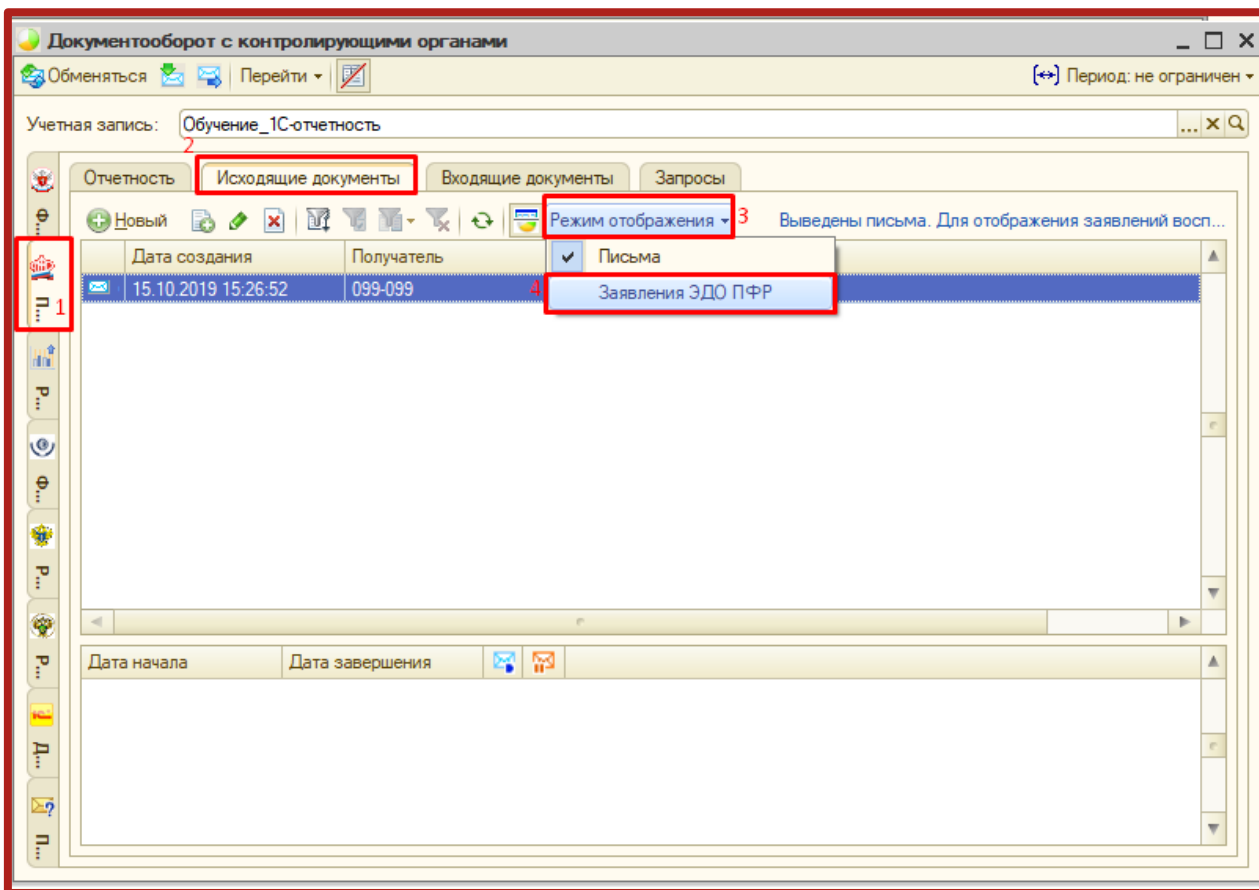 Документооборот с контролирующими органами
Обменяться Перейти Период: не ограничен
Учетная запись: Обучение_1С-отчетность ...
2
Отчетность Исходящие документы Входящие документы Запросы
Ф...
Новый Режим отображения 3 Выведены письма. Для отображения заявлений восп...
Дата создания Получатель Письма
15.10.2019 15:26:52 099-099 4 Заявления ЭДО ПФР
П... 1
Р...
Ф...
Р...
Р...
Дата начала Дата завершения
1С
Д...
П...